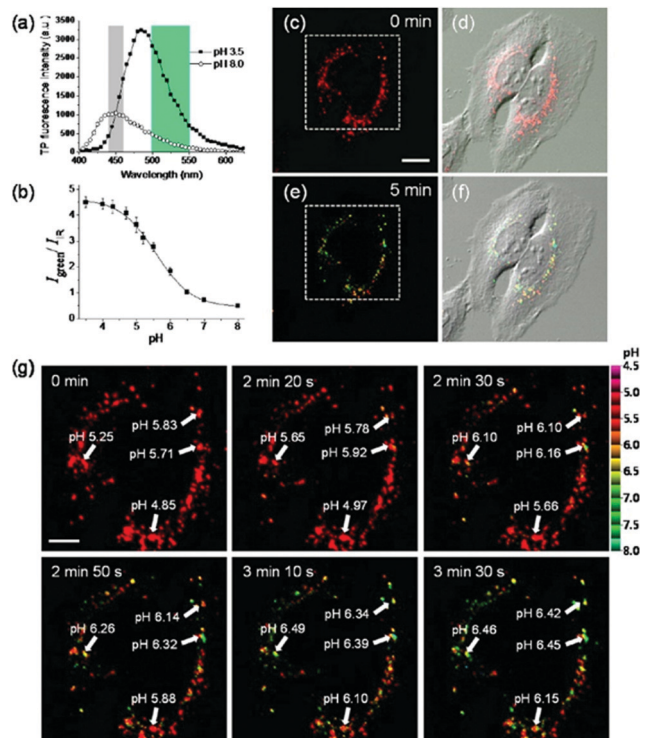 (a)
TP fluorescence intensity (a.u.)
3500
3000
2500
2000
1500
1000
500
0
pH 3.5
pH 8.0
400 450 500 550 600
Wavelength (nm)
(b)
Igreen / IIR
5
4
3
2
1
0
4 5 6 7 8
pH
(c)
0 min
(d)
(e)
5 min
(f)
(g)
0 min
pH 5.25
pH 5.83
pH 5.71
pH 4.85
2 min 20 s
pH 5.65
pH 5.78
pH 5.92
pH 4.97
2 min 30 s
pH 6.10
pH 6.10
pH 6.16
pH 5.66
pH
4.5
5.0
5.5
6.0
6.5
7.0
7.5
8.0
2 min 50 s
pH 6.26
pH 6.14
pH 6.32
pH 5.88
3 min 10 s
pH 6.49
pH 6.34
pH 6.39
pH 6.10
3 min 30 s
pH 6.46
pH 6.42
pH 6.45
pH 6.15